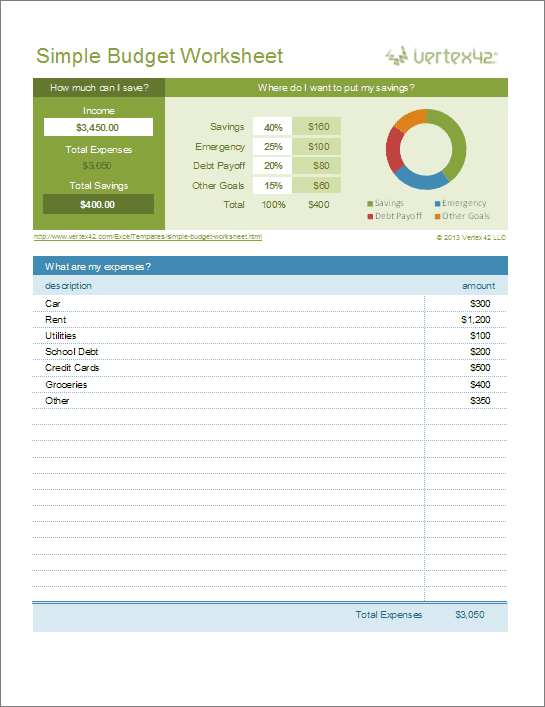 Simple Budget Worksheet
vertex42
How much can I save?
Where do I want to put my savings?
Income
$3,450.00
Total Expenses
$3,050
Total Savings
$400.00
Savings 40% $160
Emergency 25% $100
Debt Payoff 20% $80
Other Goals 15% $60
Total 100% $400
Savings Emergency
Debt Payoff Other Goals
http://www.vertex42.com/ExcelTemplates/simple-budget-worksheet.html
© 2013 Vertex42 LLC
What are my expenses?
description amount
Car $300
Rent $1,200
Utilities $100
School Debt $200
Credit Cards $500
Groceries $400
Other $350
Total Expenses $3,050